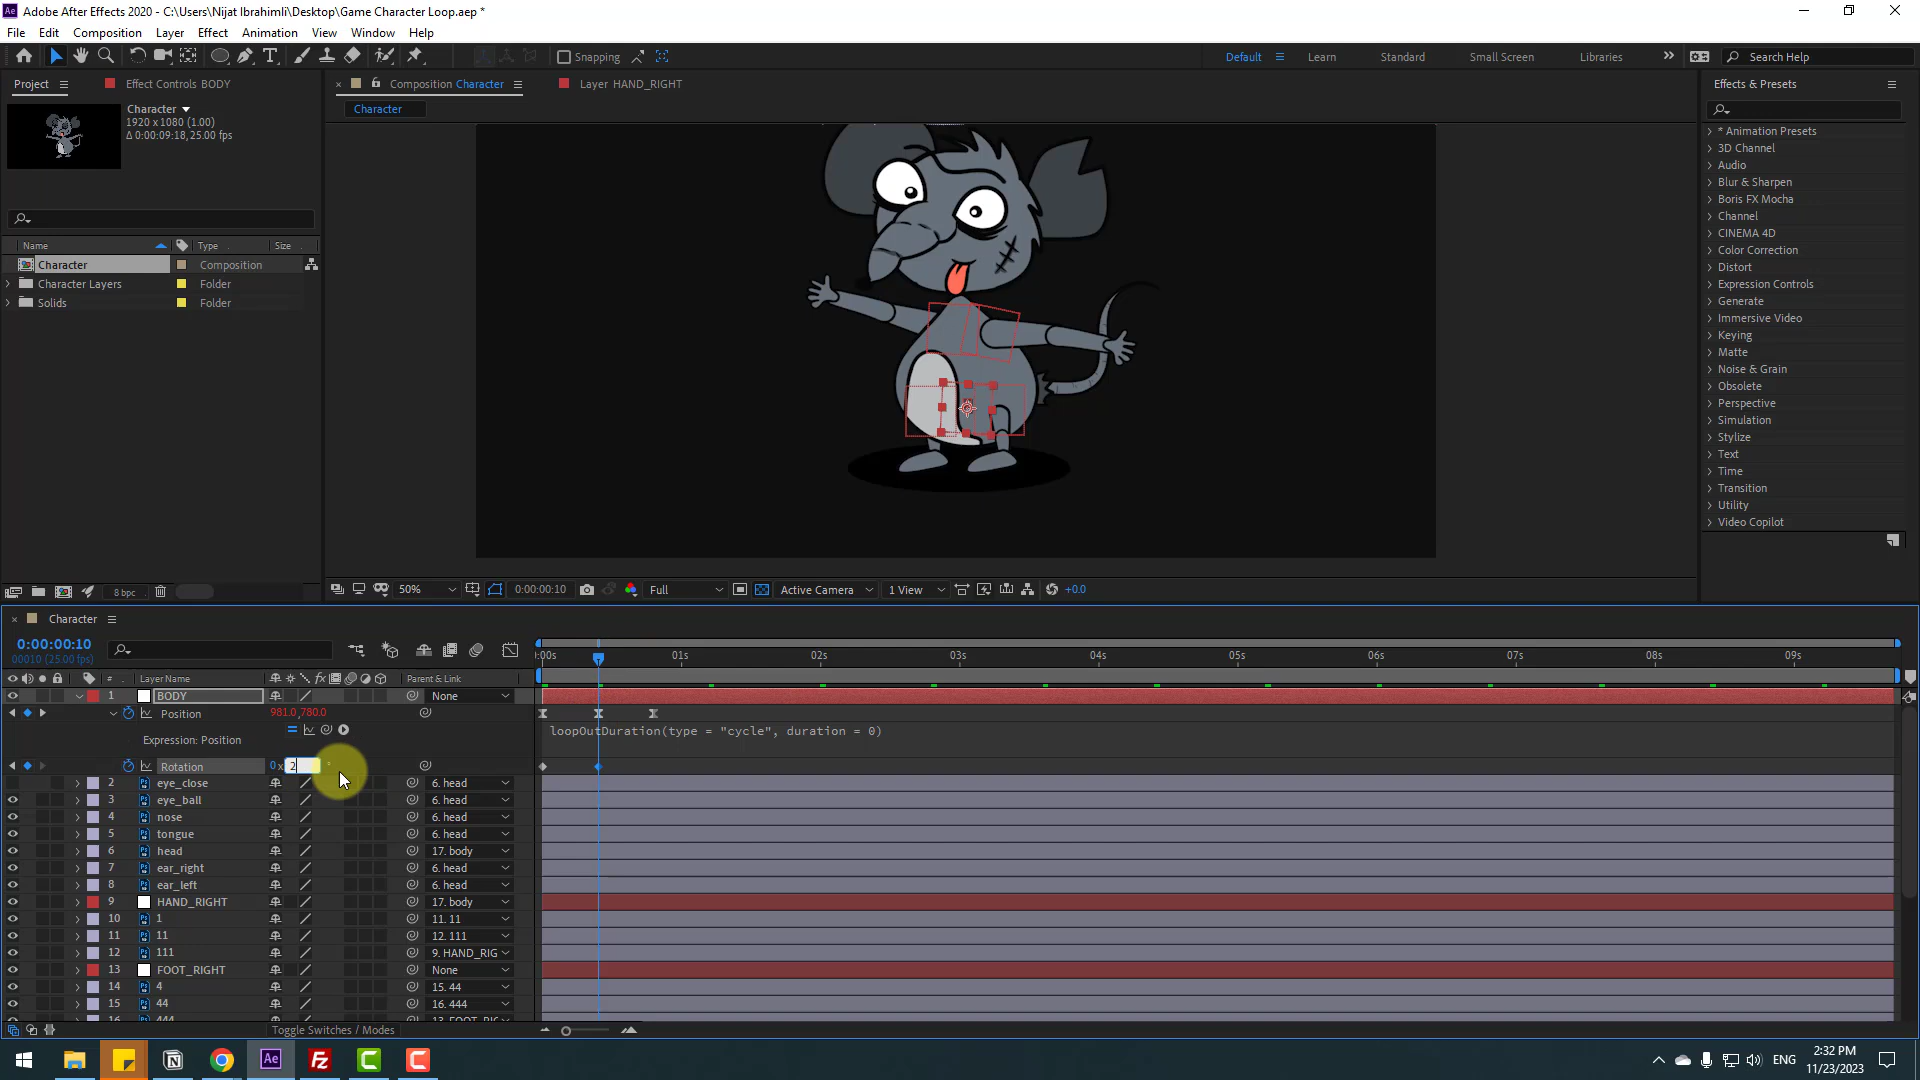 Adobe After Effects 2020 - C:\Users\Nijat Ibrahimli\Desktop\Game Character Loop.aep *
File Edit Composition Layer Effect Animation View Window Help
Snapping
Default Learn Standard Small Screen Libraries
Search Help
Project
Effect Controls BODY
Composition Character
Layer HAND_RIGHT
Effects & Presets
Character
1920 x 1080 (1.00)
Δ 0:00:09:18, 25.00 fps
Character
Name Type Size
Character Composition
Character Layers Folder
Solids Folder
* Animation Presets
3D Channel
Audio
Blur & Sharpen
Boris FX Mocha
Channel
CINEMA 4D
Color Correction
Distort
Expression Controls
Generate
Immersive Video
Keying
Matte
Noise & Grain
Obsolete
Perspective
Simulation
Stylize
Text
Time
Transition
Utility
Video Copilot
8 bpc
50% 0:00:00:10 Full Active Camera 1 View +0.0
Character
0:00:00:10
00010 (25.00 fps)
:00s 01s 02s 03s 04s 05s 06s 07s 08s 09s
# Layer Name Parent & Link
1 BODY None
Position 981.0,780.0
Expression: Position
loopOutDuration(type = "cycle", duration = 0)
Rotation 0 x 2 °
2 eye_close 6. head
3 eye_ball 6. head
4 nose 6. head
5 tongue 6. head
6 head 17. body
7 ear_right 6. head
8 ear_left 6. head
9 HAND_RIGHT 17. body
10 1 11. 11
11 11 12. 111
12 111 9. HAND_RIG
13 FOOT_RIGHT None
14 4 15. 44
15 44 16. 444
16 444 13. FOOT_RI
Toggle Switches / Modes
ENG
2:32 PM
11/23/2023